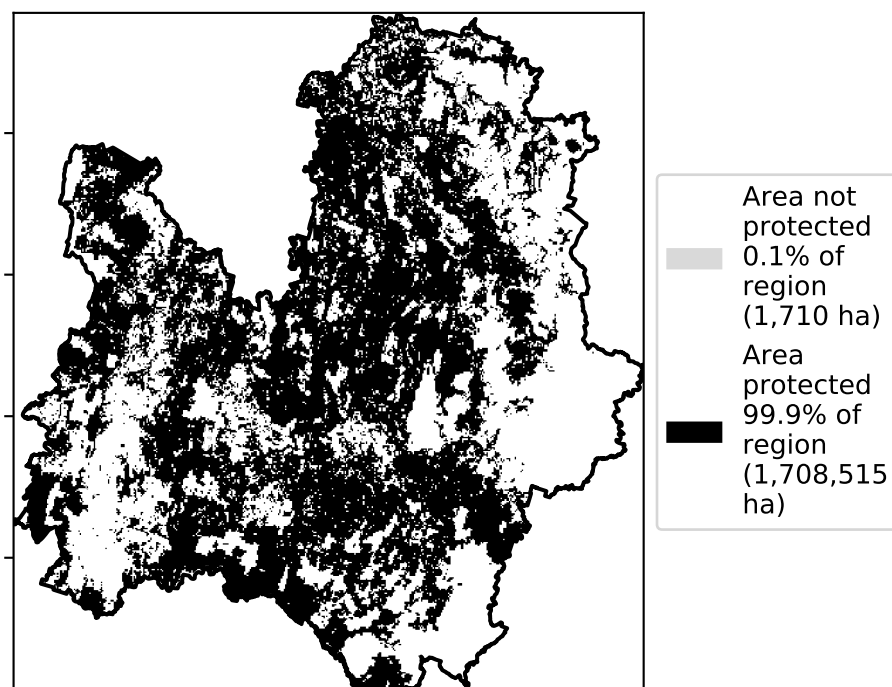 Area not
protected
0.1% of
region
(1,710 ha)
Area
protected
99.9% of
region
(1,708,515
ha)